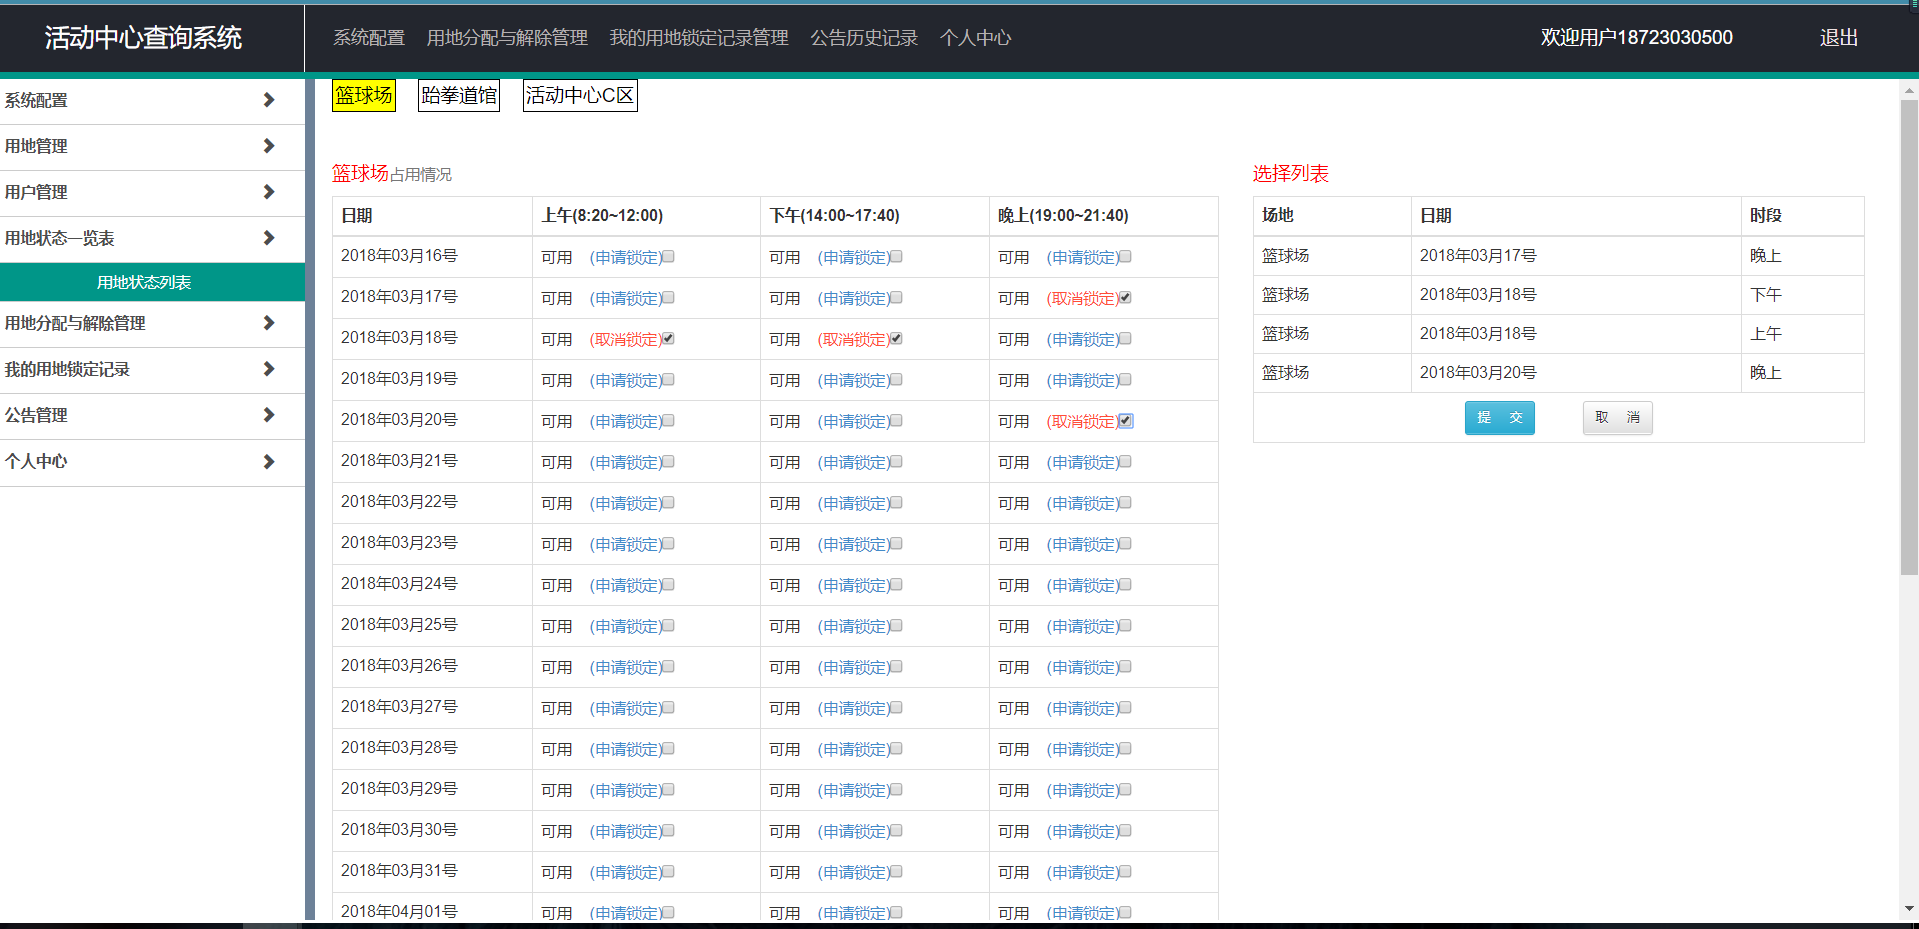 活动中心查询系统
系统配置 用地分配与解除管理 我的用地锁定记录管理 公告历史记录 个人中心
欢迎用户18723030500 退出
系统配置
用地管理
用户管理
用地状态一览表
用地状态列表
用地分配与解除管理
我的用地锁定记录
公告管理
个人中心
篮球场 跆拳道馆 活动中心C区
篮球场占用情况
日期 上午(8:20~12:00) 下午(14:00~17:40) 晚上(19:00~21:40)
2018年03月16号 可用 (申请锁定) 可用 (申请锁定) 可用 (申请锁定)
2018年03月17号 可用 (申请锁定) 可用 (申请锁定) 可用 (取消锁定)
2018年03月18号 可用 (取消锁定) 可用 (取消锁定) 可用 (申请锁定)
2018年03月19号 可用 (申请锁定) 可用 (申请锁定) 可用 (申请锁定)
2018年03月20号 可用 (申请锁定) 可用 (申请锁定) 可用 (取消锁定)
2018年03月21号 可用 (申请锁定) 可用 (申请锁定) 可用 (申请锁定)
2018年03月22号 可用 (申请锁定) 可用 (申请锁定) 可用 (申请锁定)
2018年03月23号 可用 (申请锁定) 可用 (申请锁定) 可用 (申请锁定)
2018年03月24号 可用 (申请锁定) 可用 (申请锁定) 可用 (申请锁定)
2018年03月25号 可用 (申请锁定) 可用 (申请锁定) 可用 (申请锁定)
2018年03月26号 可用 (申请锁定) 可用 (申请锁定) 可用 (申请锁定)
2018年03月27号 可用 (申请锁定) 可用 (申请锁定) 可用 (申请锁定)
2018年03月28号 可用 (申请锁定) 可用 (申请锁定) 可用 (申请锁定)
2018年03月29号 可用 (申请锁定) 可用 (申请锁定) 可用 (申请锁定)
2018年03月30号 可用 (申请锁定) 可用 (申请锁定) 可用 (申请锁定)
2018年03月31号 可用 (申请锁定) 可用 (申请锁定) 可用 (申请锁定)
2018年04月01号 可用 (申请锁定) 可用 (申请锁定) 可用 (申请锁定)
选择列表
场地 日期 时段
篮球场 2018年03月17号 晚上
篮球场 2018年03月18号 下午
篮球场 2018年03月18号 上午
篮球场 2018年03月20号 晚上
提 交 取 消